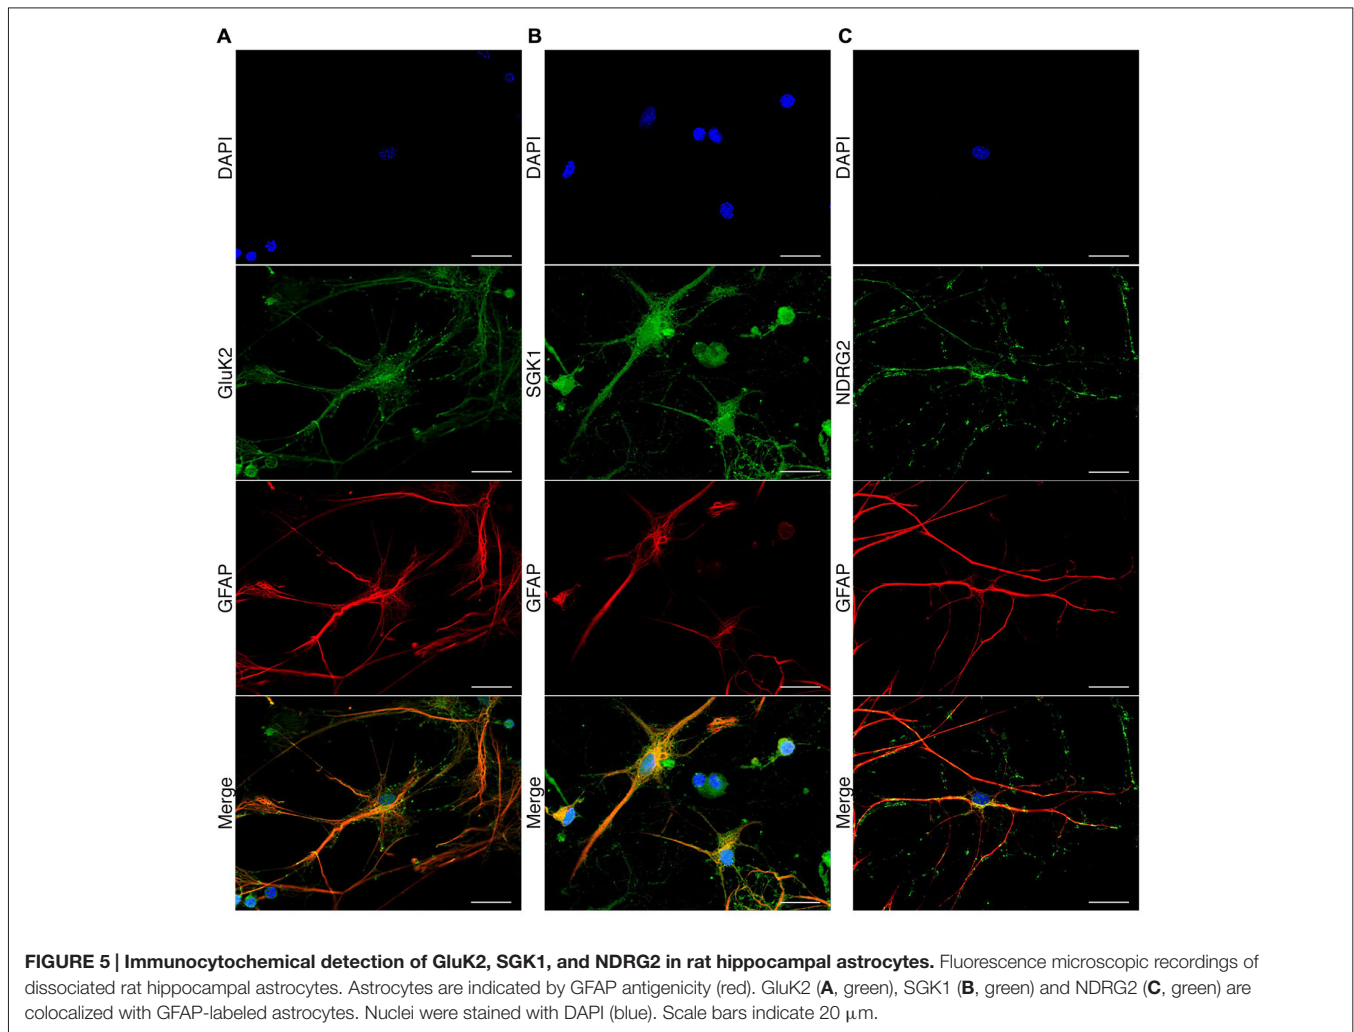 A
B
C
DAPI
DAPI
DAPI
GluK2
SGK1
NDRG2
GFAP
GFAP
GFAP
Merge
Merge
Merge
FIGURE 5 | Immunocytochemical detection of GluK2, SGK1, and NDRG2 in rat hippocampal astrocytes. Fluorescence microscopic recordings of
dissociated rat hippocampal astrocytes. Astrocytes are indicated by GFAP antigenicity (red). GluK2 (A, green), SGK1 (B, green) and NDRG2 (C, green) are
colocalized with GFAP-labeled astrocytes. Nuclei were stained with DAPI (blue). Scale bars indicate 20 μm.